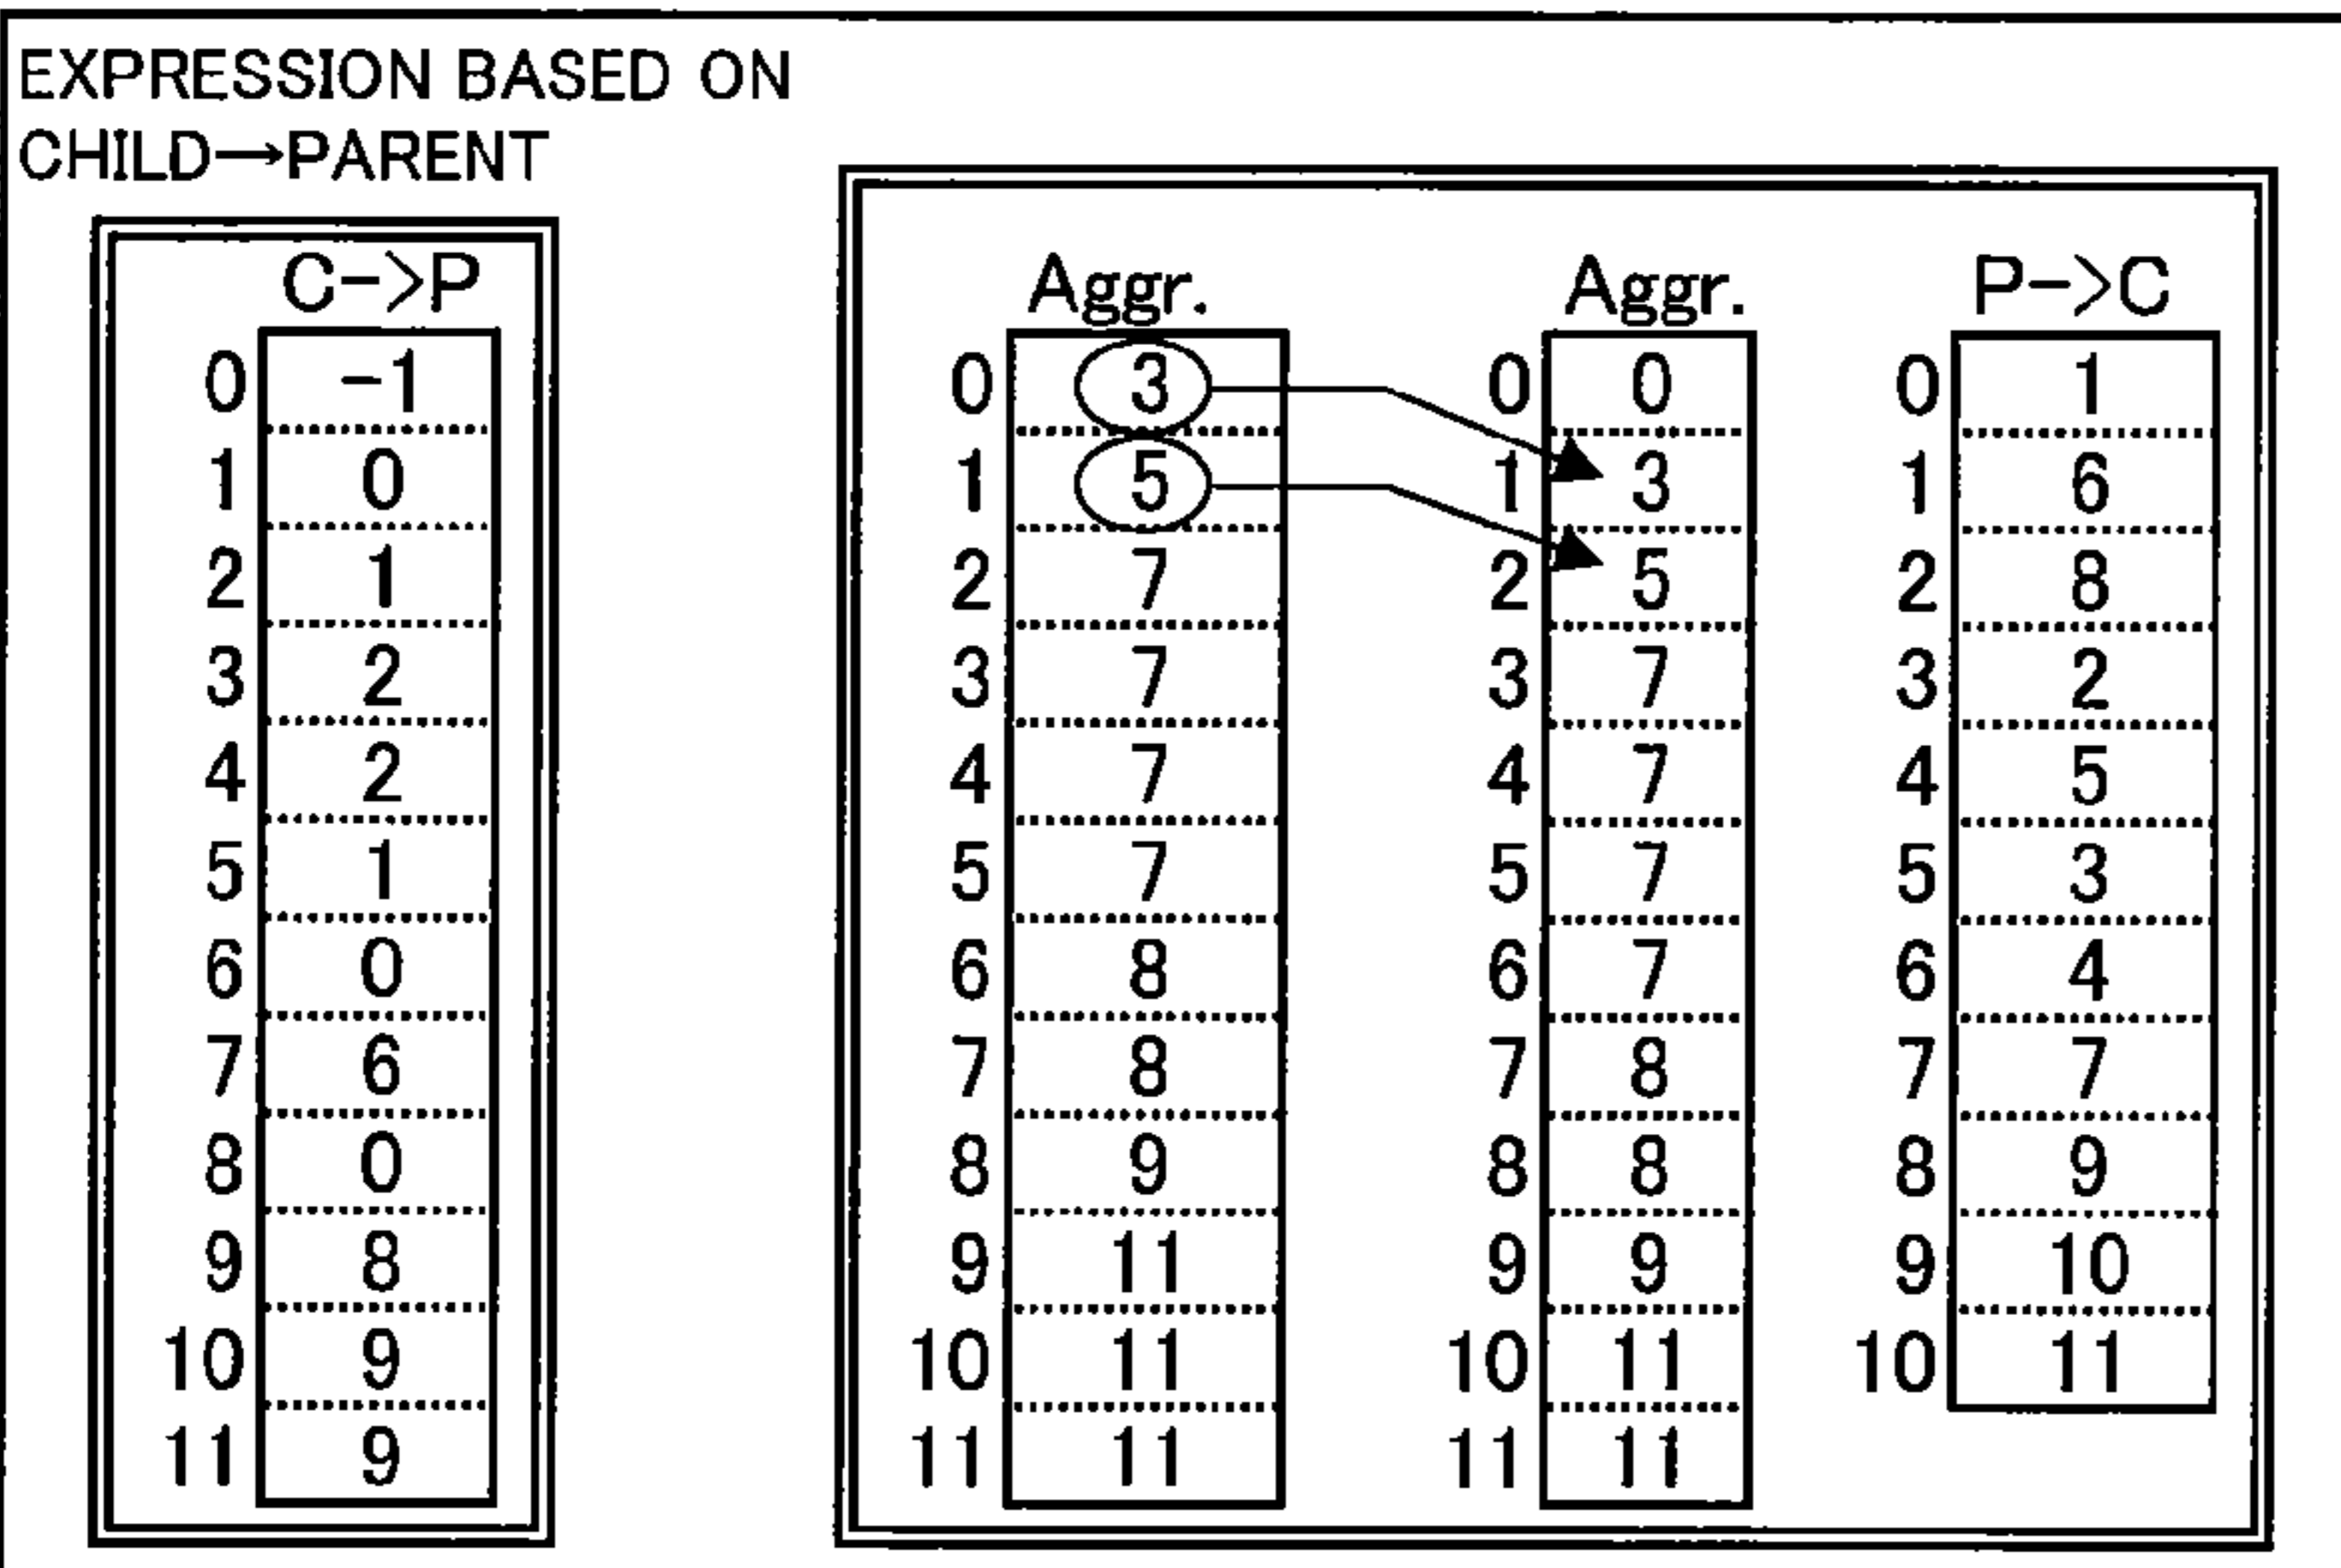 EXPRESSION BASED ON
CHILD→PARENT
C->P
0 -1
1 0
2 1
3 2
4 2
5 1
6 0
7 6
8 0
9 8
10 9
11 9
Aggr. Aggr. P->C
0 3 0 0 0 1
1 5 1 3 1 6
2 7 2 5 2 8
3 7 3 7 3 2
4 7 4 7 4 5
5 7 5 7 5 3
6 8 6 7 6 4
7 8 7 8 7 7
8 9 8 8 8 9
9 11 9 9 9 10
10 11 10 11 10 11
11 11 11 11